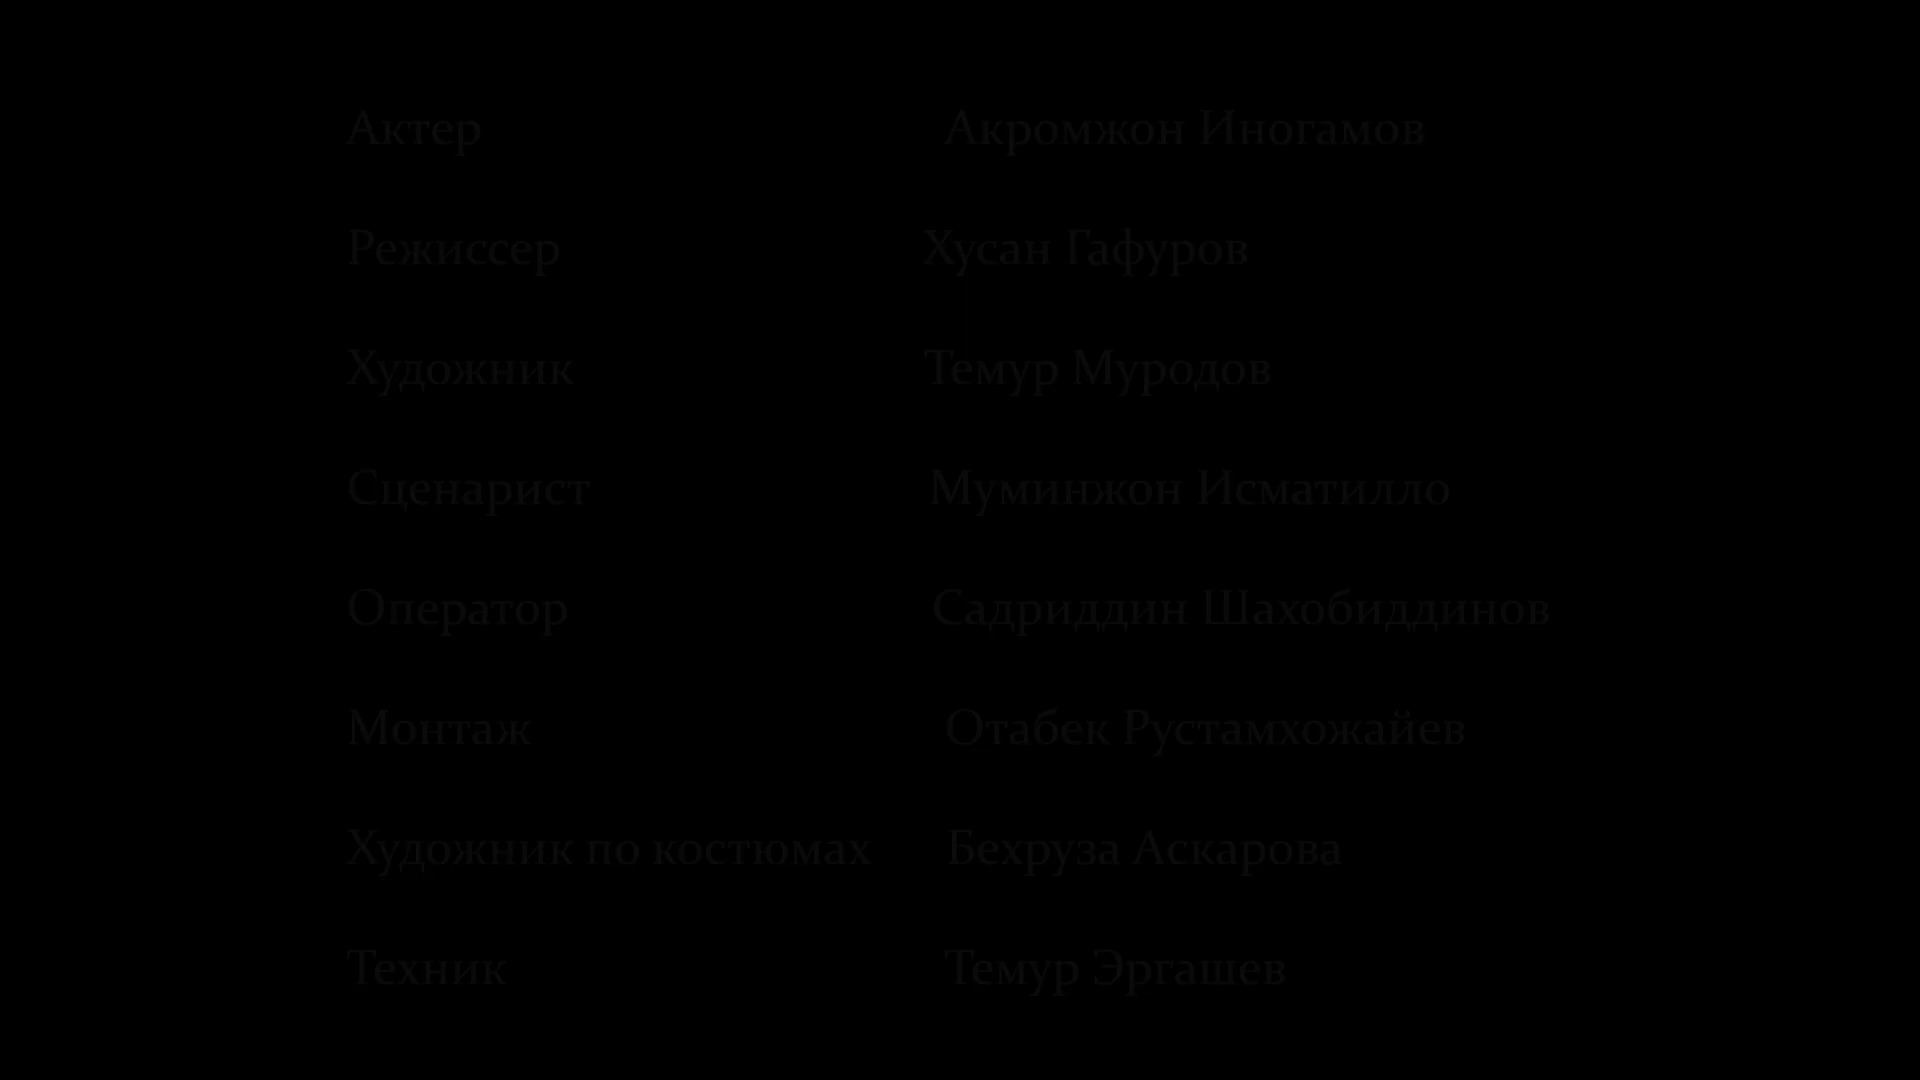 Актер Акромжон Иногамов
Режиссер Хусан Гафуров
Художник Темур Муродов
Сценарист Муминжон Исматилло
Оператор Садриддин Шахобиддинов
Монтаж Отабек Рустамхожайев
Художник по костюмах Бехруза Аскарова
Техник Темур Эргашев